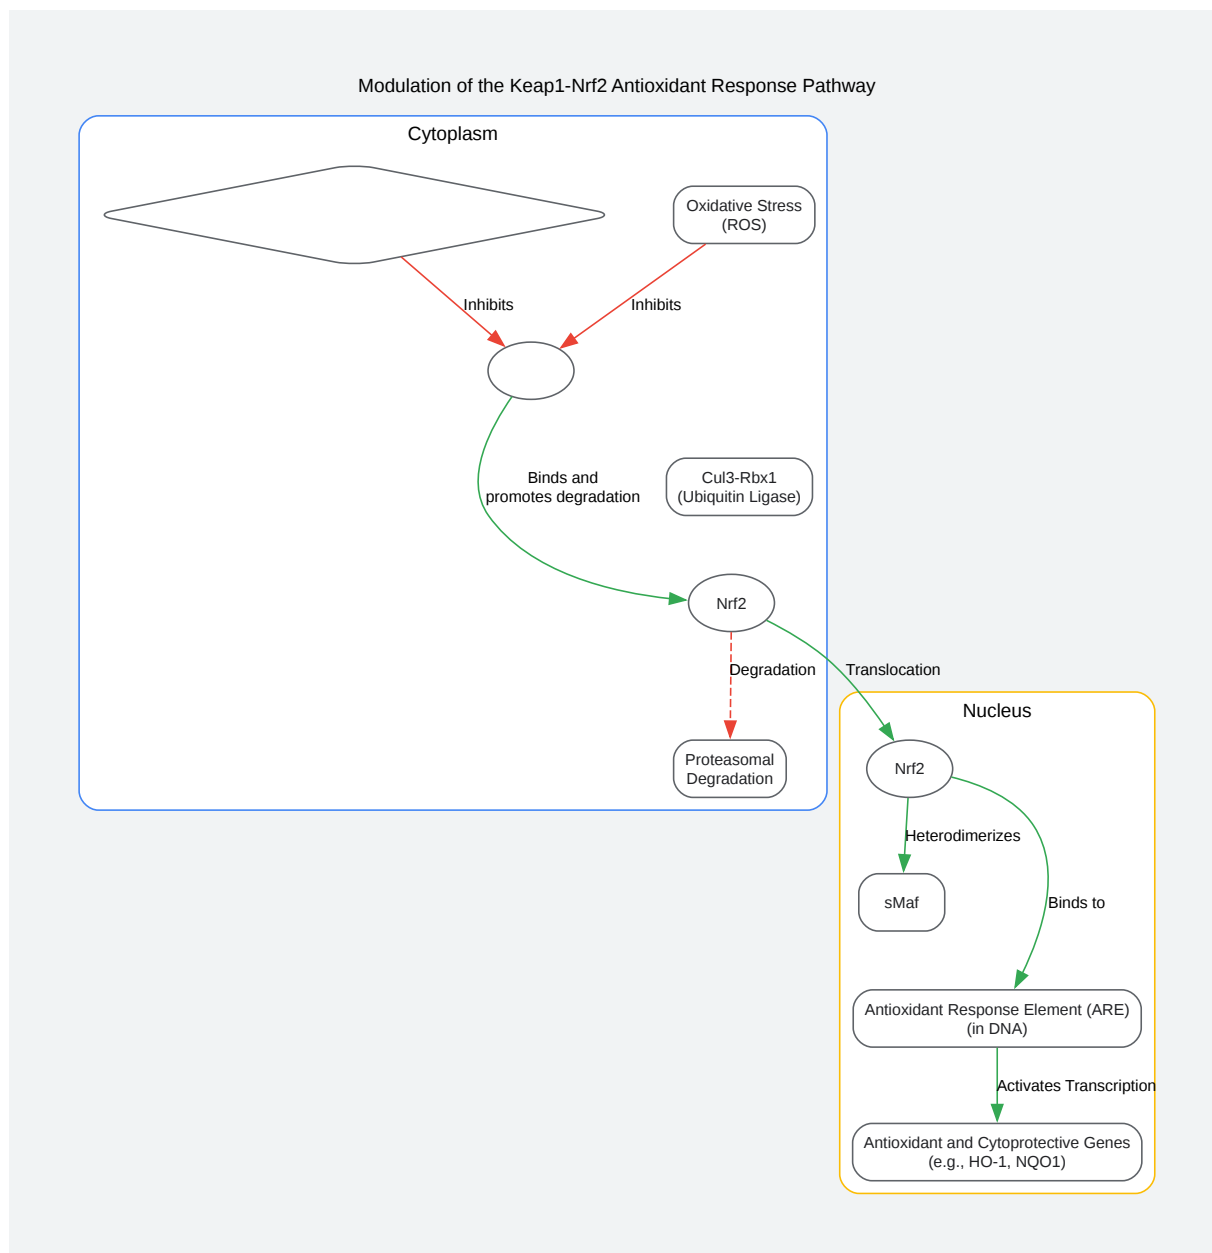 Modulation of the Keap1-Nrf2 Antioxidant Response Pathway
Cytoplasm
Oxidative Stress
(ROS)
Inhibits
Inhibits
Binds and
promotes degradation
Cul3-Rbx1
(Ubiquitin Ligase)
Nrf2
Degradation
Translocation
Proteasomal
Degradation
Nucleus
Nrf2
Heterodimerizes
sMaf
Binds to
Antioxidant Response Element (ARE)
(in DNA)
Activates Transcription
Antioxidant and Cytoprotective Genes
(e.g., HO-1, NQO1)